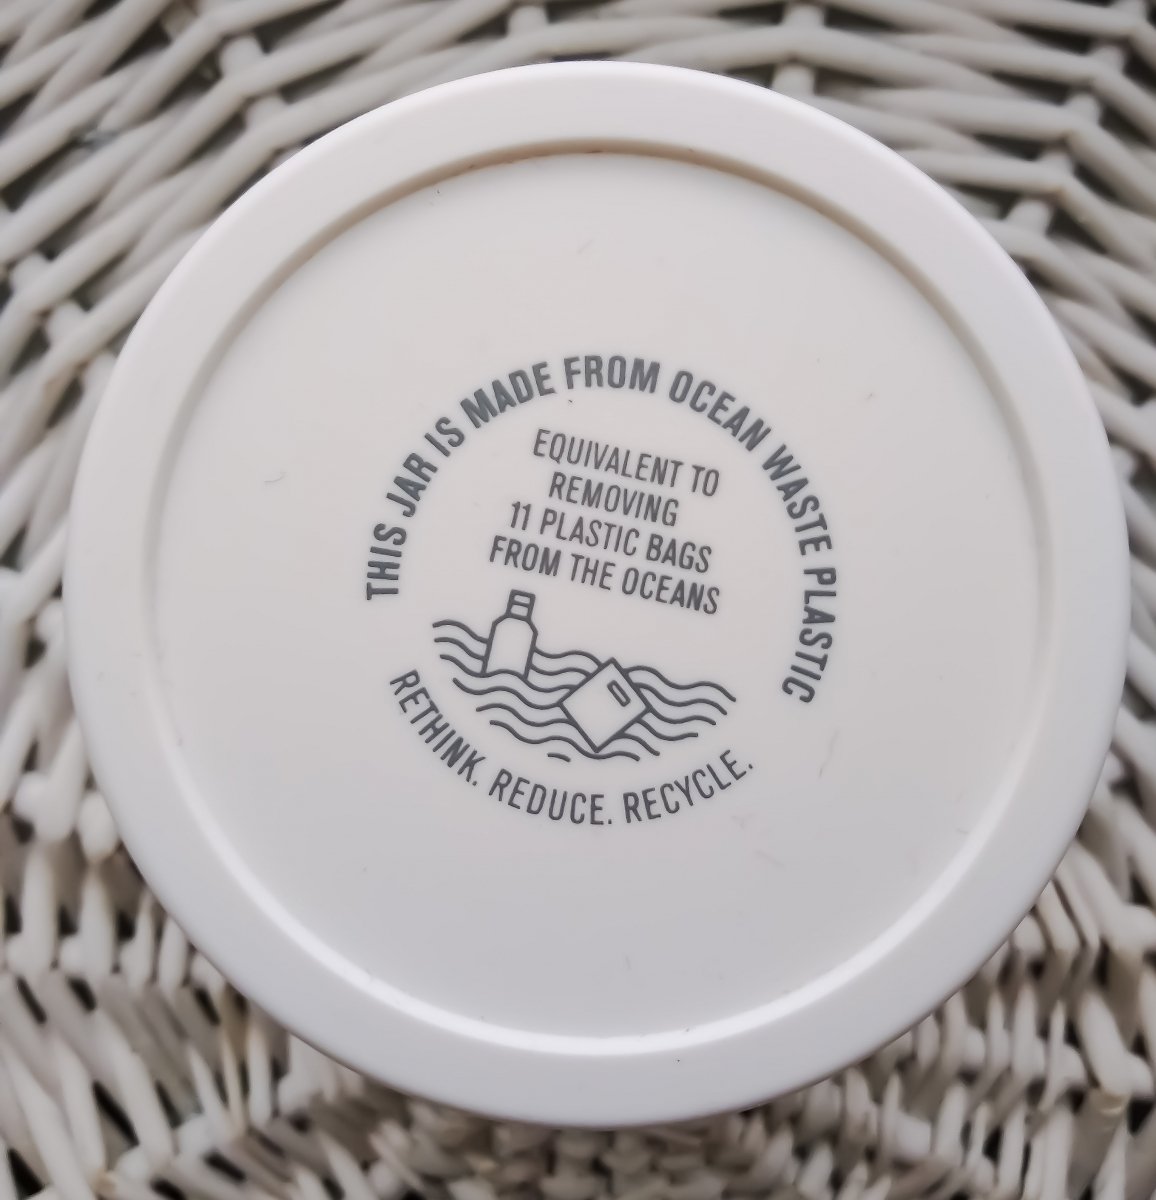 THIS JAR IS MADE FROM OCEAN WASTE PLASTIC
EQUIVALENT TO
REMOVING
11 PLASTIC BAGS
FROM THE OCEANS
RETHINK. REDUCE. RECYCLE.